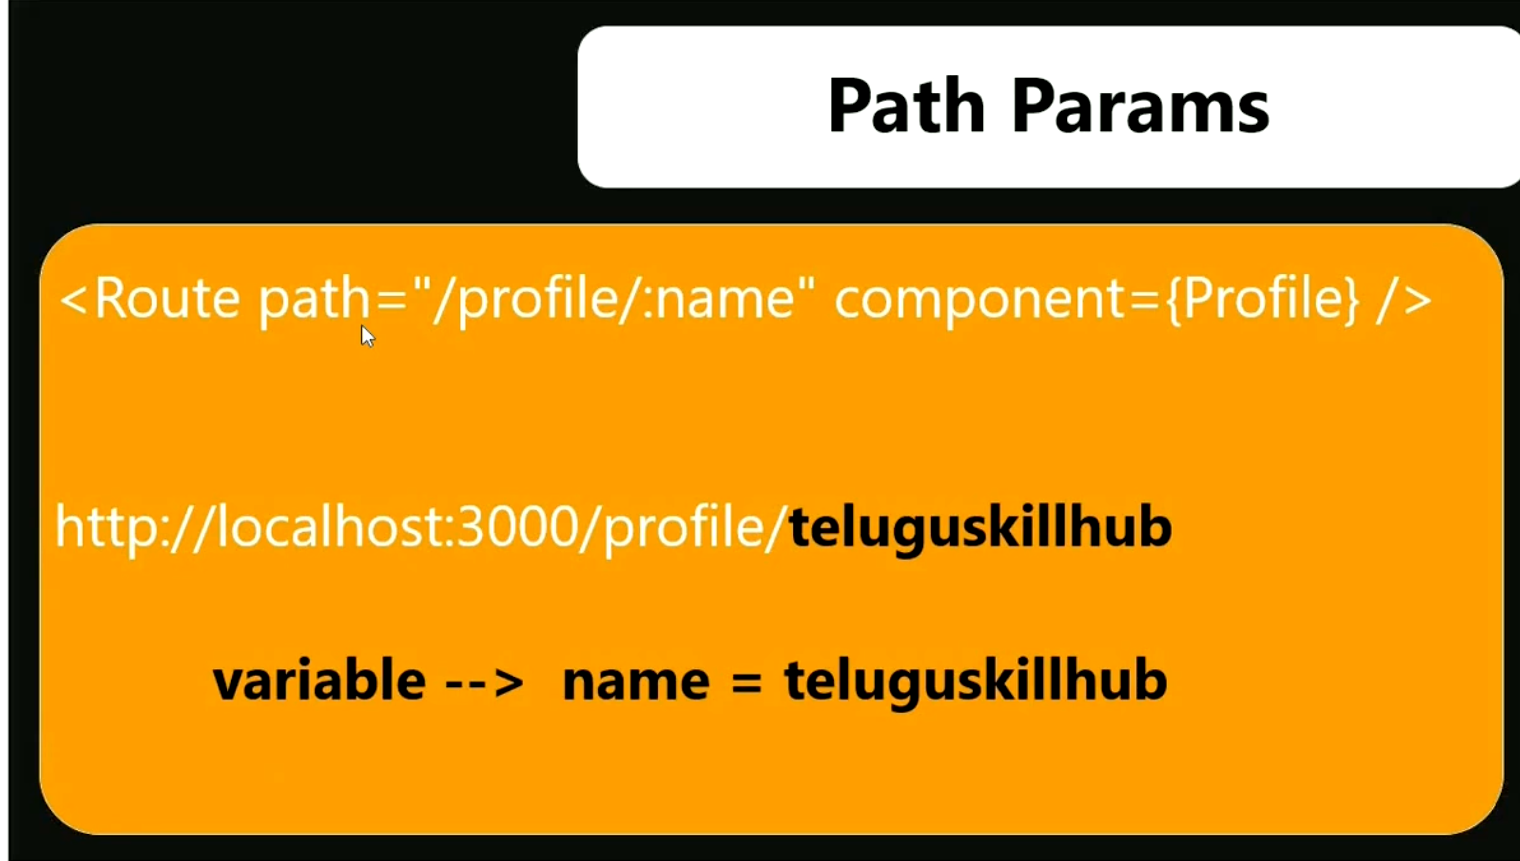 Path Params
<Route path="/profile/:name" component={Profile} />
http://localhost:3000/profile/teluguskillhub
variable --> name = teluguskillhub